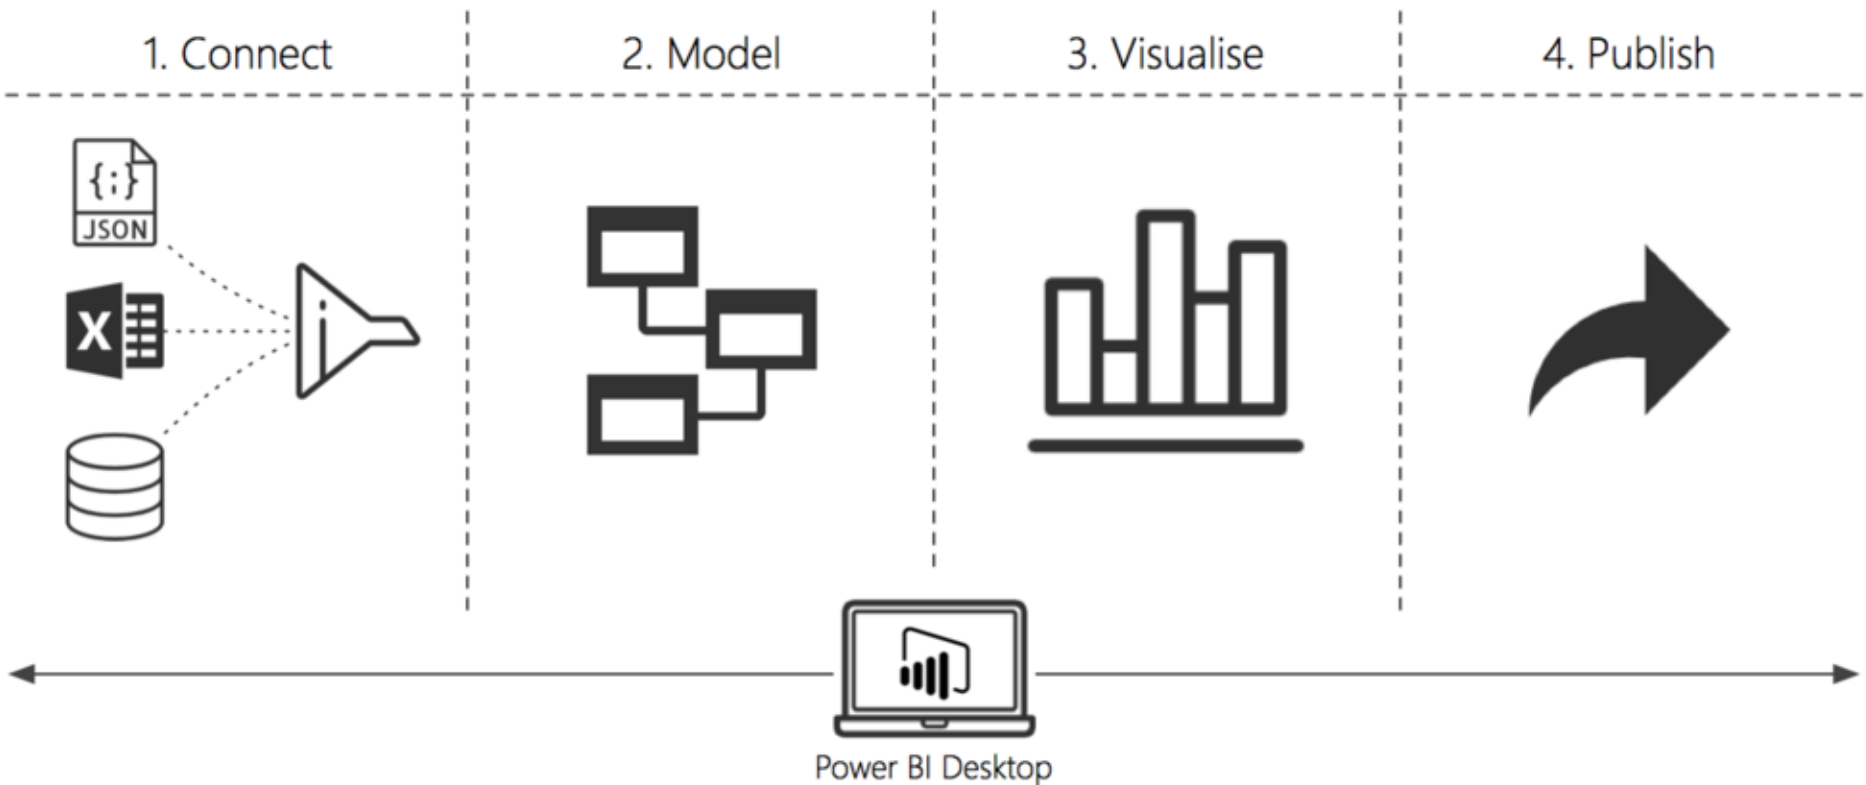 1. Connect
2. Model
3. Visualise
4. Publish
{;}
JSON
X
Power BI Desktop